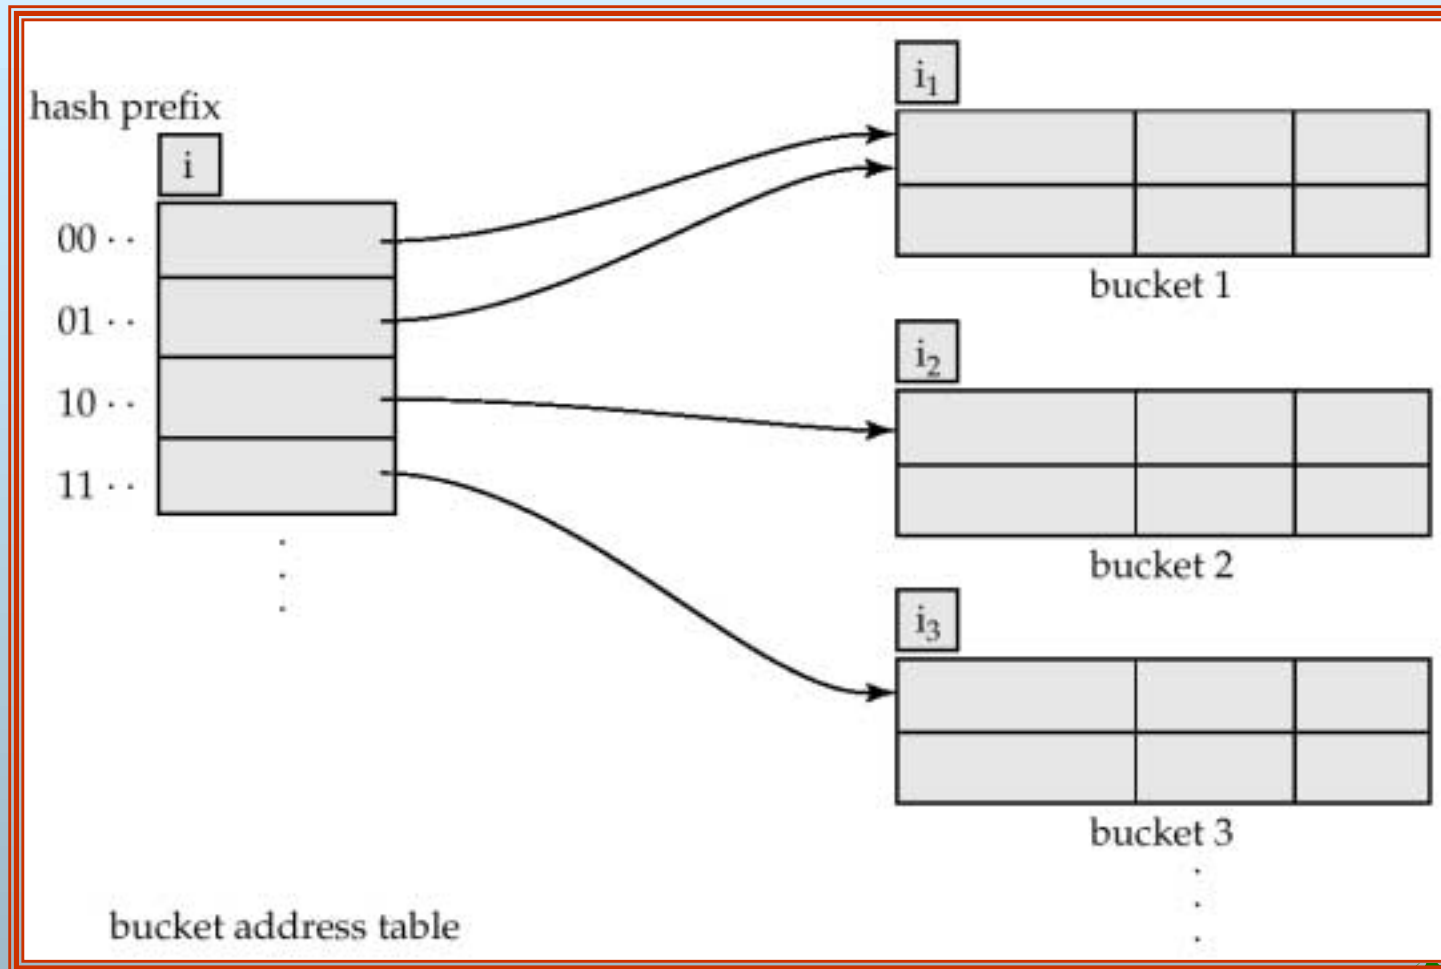 hash prefix
i
00 · ·
01 · ·
10 · ·
11 · ·
bucket address table
i₁
bucket 1
i₂
bucket 2
i₃
bucket 3